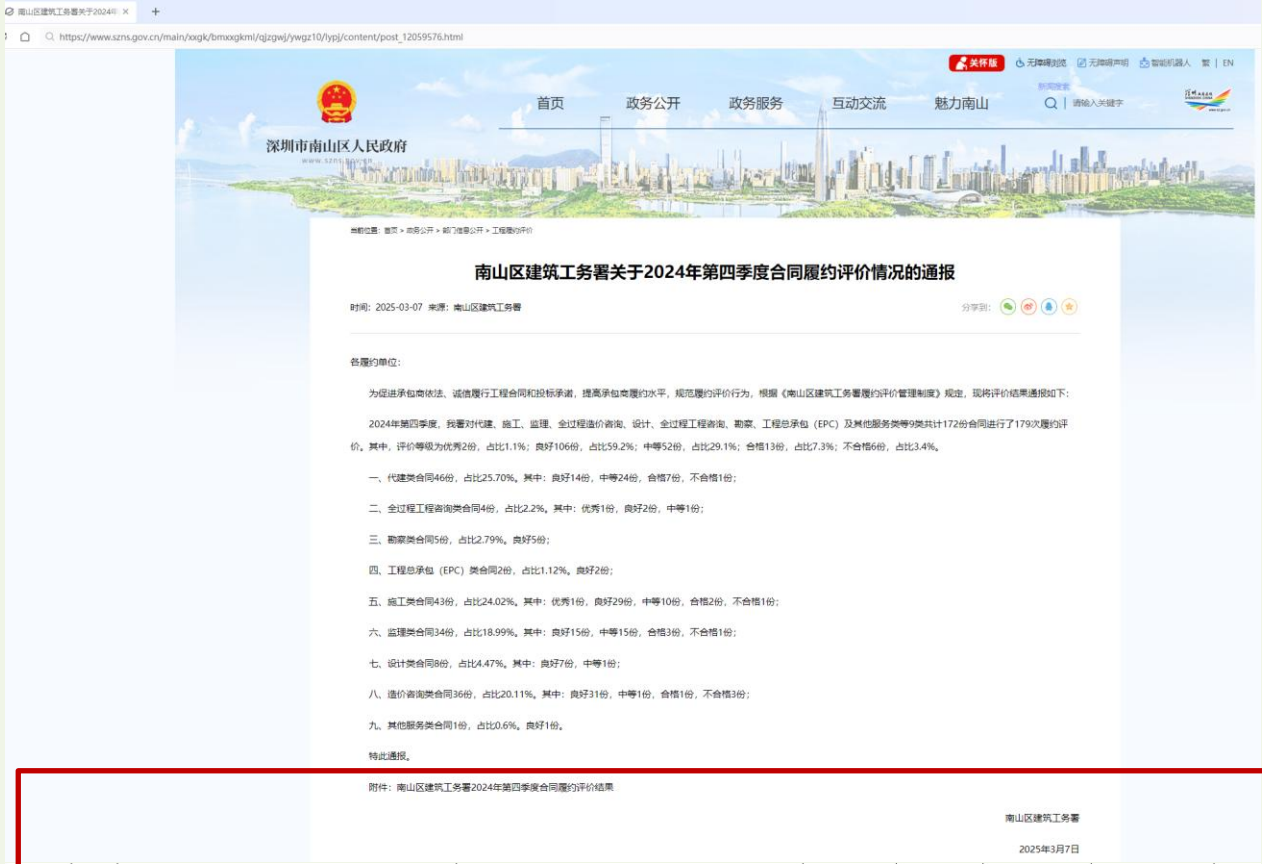 南山区建筑工务署关于2024年
https://www.szns.gov.cn/main/xxgk/bmxxgkml/qjzgwj/ywgz10/lypj/content/post_12059576.html
关怀版 无障碍浏览 无障碍声明 智能机器人 繁 | EN
首页 政务公开 政务服务 互动交流 魅力南山 请输入关键字
深圳市南山区人民政府
www.szns.gov.cn
当前位置：首页 > 政务公开 > 部门信息公开 > 工程履约评价
南山区建筑工务署关于2024年第四季度合同履约评价情况的通报
时间：2025-03-07 来源：南山区建筑工务署 分享到：
各履约单位：
为促进承包商依法、诚信履行工程合同和投标承诺，提高承包商履约水平，规范履约评价行为，根据《南山区建筑工务署履约评价管理制度》规定，现将评价结果通报如下：
2024年第四季度，我署对代建、施工、监理、全过程造价咨询、设计、全过程工程咨询、勘察、工程总承包（EPC）及其他服务类等9类共计172份合同进行了179次履约评
价。其中，评价等级为优秀2份，占比1.1%；良好106份，占比59.2%；中等52份，占比29.1%；合格13份，占比7.3%；不合格6份，占比3.4%。
一、代建类合同46份，占比25.70%。其中：良好14份，中等24份，合格7份，不合格1份；
二、全过程工程咨询类合同4份，占比2.2%。其中：优秀1份，良好2份，中等1份；
三、勘察类合同5份，占比2.79%。良好5份；
四、工程总承包（EPC）类合同2份，占比1.12%。良好2份；
五、施工类合同43份，占比24.02%。其中：优秀1份，良好29份，中等10份，合格2份，不合格1份；
六、监理类合同34份，占比18.99%。其中：良好15份，中等15份，合格3份，不合格1份；
七、设计类合同8份，占比4.47%。其中：良好7份，中等1份；
八、造价咨询类合同36份，占比20.11%。其中：良好31份，中等1份，合格1份，不合格3份；
九、其他服务类合同1份，占比0.6%。良好1份。
特此通报。
附件：南山区建筑工务署2024年第四季度合同履约评价结果
南山区建筑工务署
2025年3月7日